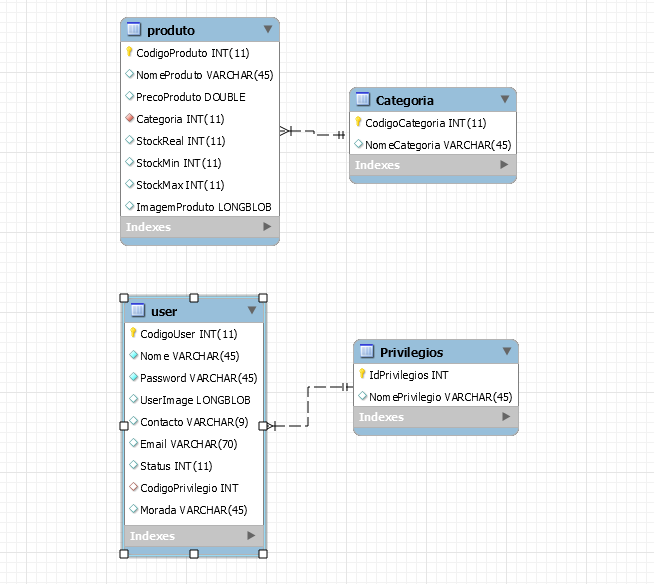 produto
CodigoProduto INT(11)
NomeProduto VARCHAR(45)
PrecoProduto DOUBLE
Categoria INT(11)
StockReal INT(11)
StockMin INT(11)
StockMax INT(11)
ImagemProduto LONGBLOB
Indexes
Categoria
CodigoCategoria INT(11)
NomeCategoria VARCHAR(45)
Indexes
user
CodigoUser INT(11)
Nome VARCHAR(45)
Password VARCHAR(45)
UserImage LONGBLOB
Contacto VARCHAR(9)
Email VARCHAR(70)
Status INT(11)
CodigoPrivilegio INT
Morada VARCHAR(45)
Indexes
Privilegios
IdPrivilegios INT
NomePrivilegio VARCHAR(45)
Indexes